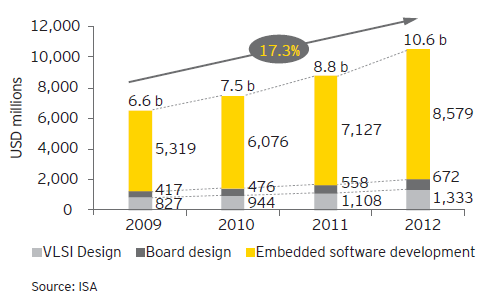 12,000
10,000
8,000
6,000
4,000
2,000
0
USD millions
17.3%
6.6 b
7.5 b
8.8 b
10.6 b
5,319
6,076
7,127
8,579
417
476
558
672
827
944
1,108
1,333
2009 2010 2011 2012
VLSI Design Board design Embedded software development
Source: ISA